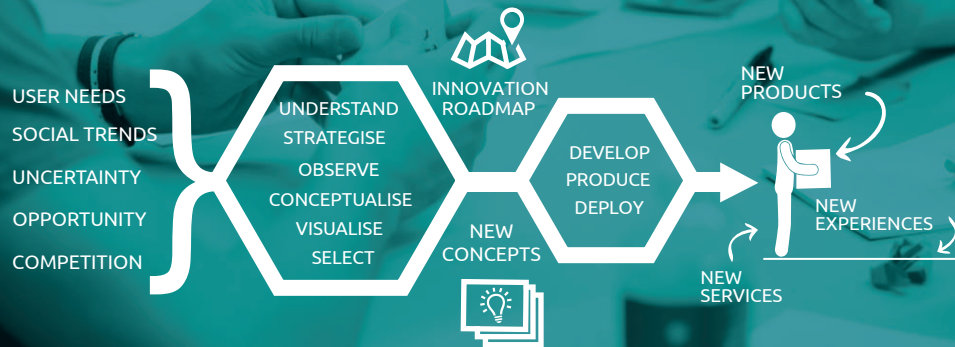 USER NEEDS
SOCIAL TRENDS
UNCERTAINTY
OPPORTUNITY
COMPETITION
UNDERSTAND
STRATEGISE
OBSERVE
CONCEPTUALISE
VISUALISE
SELECT
INNOVATION
ROADMAP
NEW
CONCEPTS
DEVELOP
PRODUCE
DEPLOY
NEW
PRODUCTS
NEW
EXPERIENCES
NEW
SERVICES